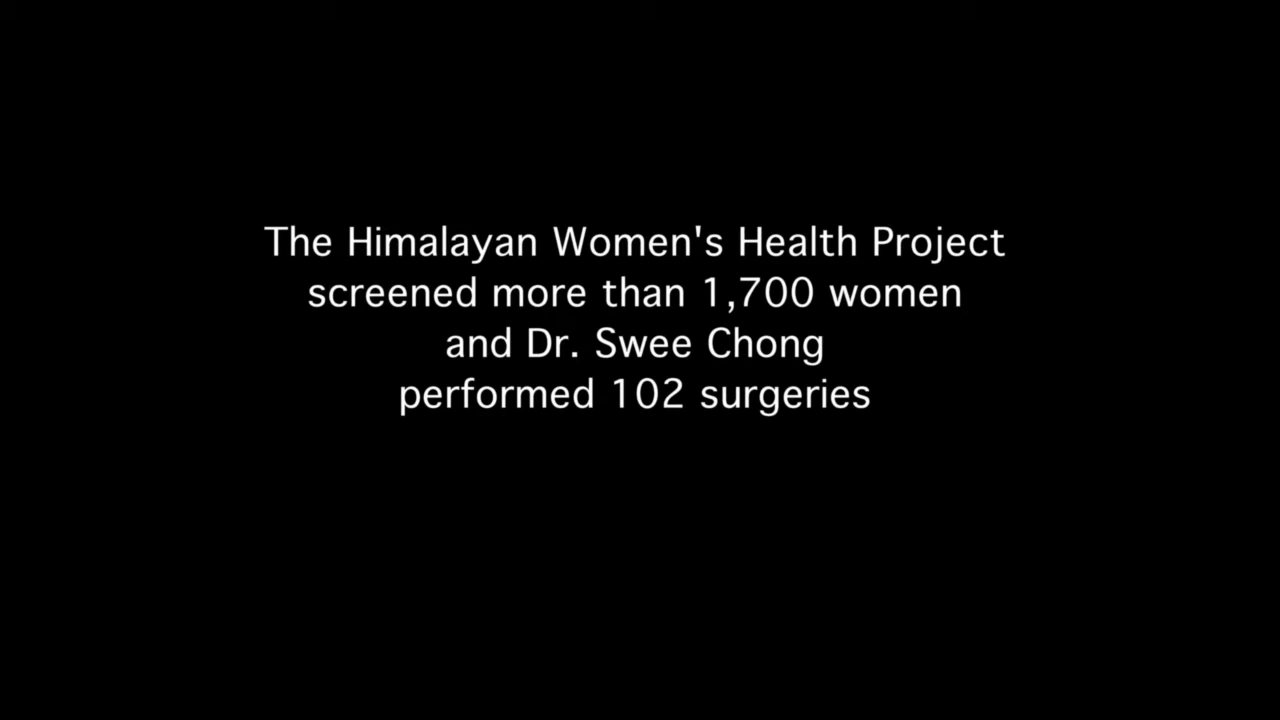 The Himalayan Women's Health Project
screened more than 1,700 women
and Dr. Swee Chong
performed 102 surgeries